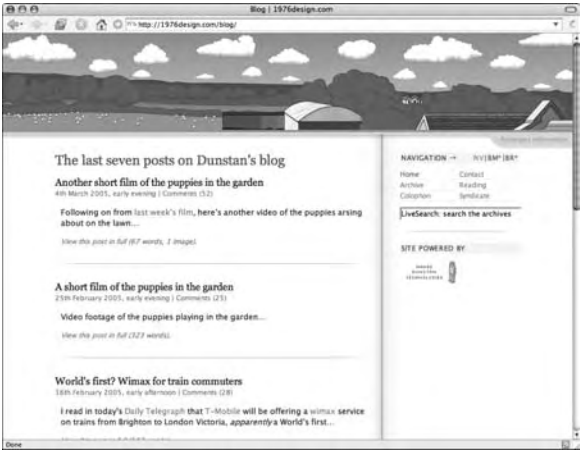 Blog | 1976design.com
http://1976design.com/blog/
The last seven posts on Dunstan's blog
Another short film of the puppies in the garden
4th March 2005, early evening | Comments (52)
Following on from last week's film, here's another video of the puppies arsing
about on the lawn...
View this post in full (67 words, 1 image).
A short film of the puppies in the garden
25th February 2005, early evening | Comments (25)
Video footage of the puppies playing in the garden...
View this post in full (323 words).
World's first? Wimax for train commuters
16th February 2005, early afternoon | Comments (28)
I read in today's Daily Telegraph that T-Mobile will be offering a wimax service
on trains from Brighton to London Victoria, apparently a World's first...
NAVIGATION → NV|BM*|BR*
Home Contact
Archive Reading
Colophon Syndicate
LiveSearch: search the archives
SITE POWERED BY
Done